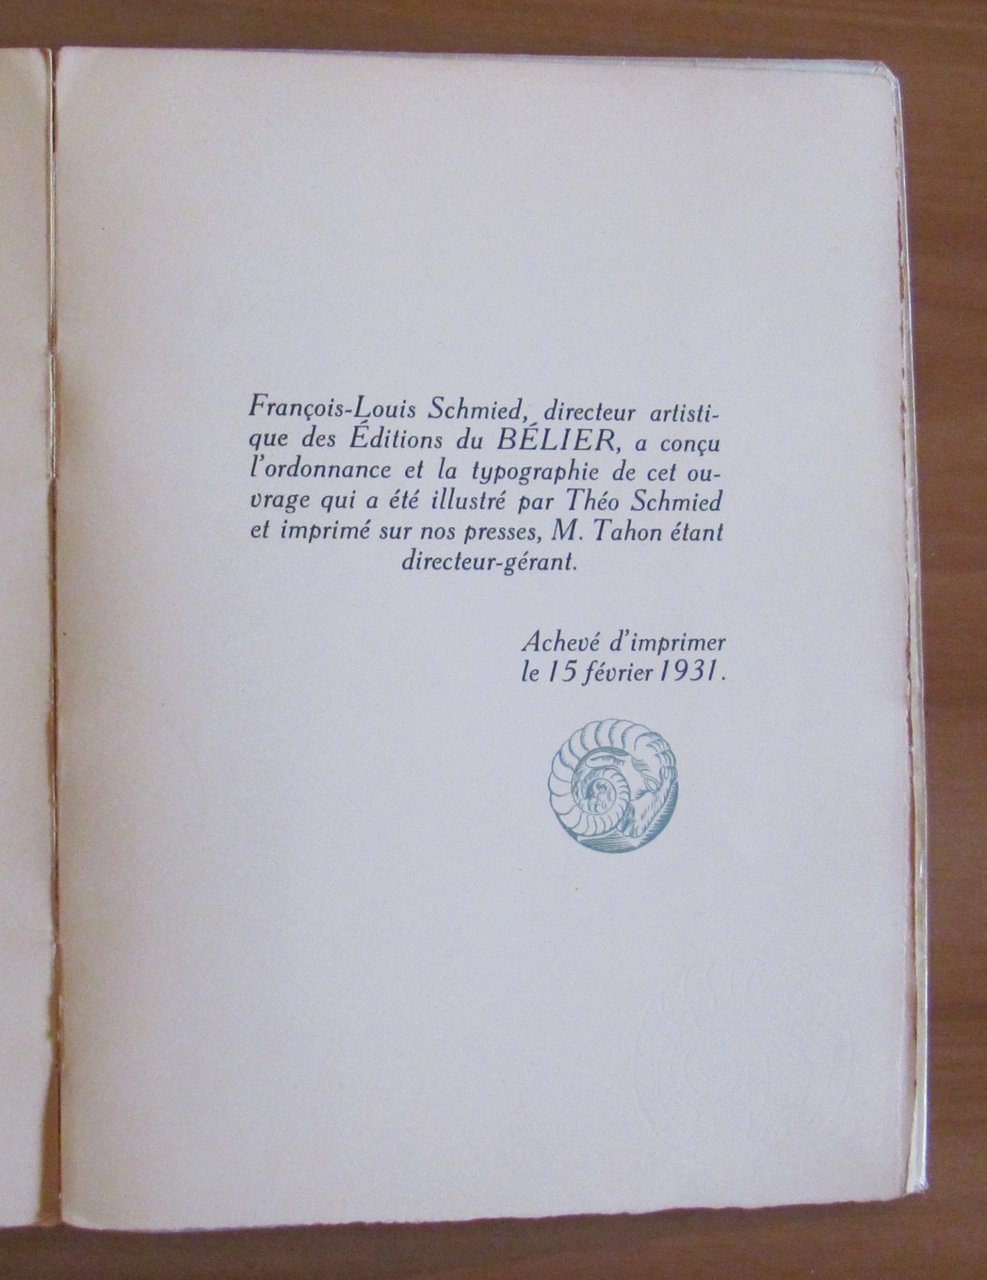 François-Louis Schmied, directeur artisti-
que des Éditions du BÉLIER, a conçu
l'ordonnance et la typographie de cet ou-
vrage qui a été illustré par Théo Schmied
et imprimé sur nos presses, M. Tahon étant
directeur-gérant.
Achevé d'imprimer
le 15 février 1931.